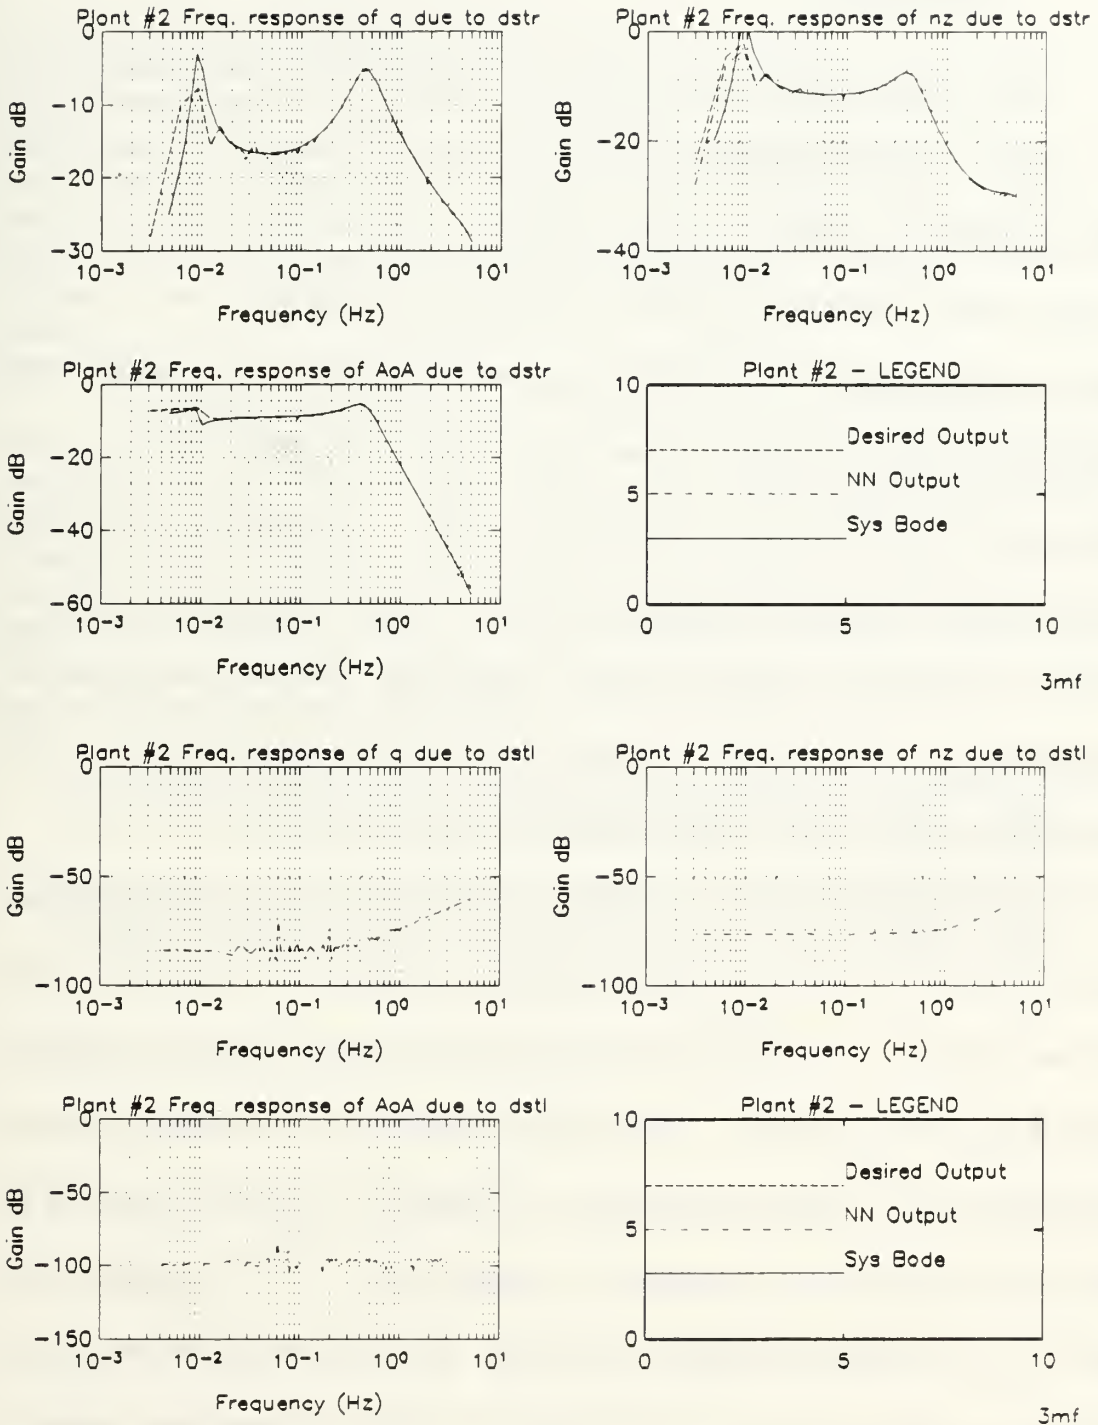 Plant #2 Freq. response of q due to dstr
Gain dB
0
−10
−20
−30
10⁻³ 10⁻² 10⁻¹ 10⁰ 10¹
Frequency (Hz)
Plant #2 Freq. response of nz due to dstr
Gain dB
0
−20
−40
10⁻³ 10⁻² 10⁻¹ 10⁰ 10¹
Frequency (Hz)
Plant #2 Freq. response of AoA due to dstr
Gain dB
0
−20
−40
−60
10⁻³ 10⁻² 10⁻¹ 10⁰ 10¹
Frequency (Hz)
Plant #2 − LEGEND
10
5
0
Desired Output
NN Output
Sys Bode
0 5 10
3mf
Plant #2 Freq. response of q due to dstl
Gain dB
0
−50
−100
10⁻³ 10⁻² 10⁻¹ 10⁰ 10¹
Frequency (Hz)
Plant #2 Freq. response of nz due to dstl
Gain dB
0
−50
−100
10⁻³ 10⁻² 10⁻¹ 10⁰ 10¹
Frequency (Hz)
Plant #2 Freq. response of AoA due to dstl
Gain dB
0
−50
−100
−150
10⁻³ 10⁻² 10⁻¹ 10⁰ 10¹
Frequency (Hz)
Plant #2 − LEGEND
10
5
0
Desired Output
NN Output
Sys Bode
0 5 10
3mf